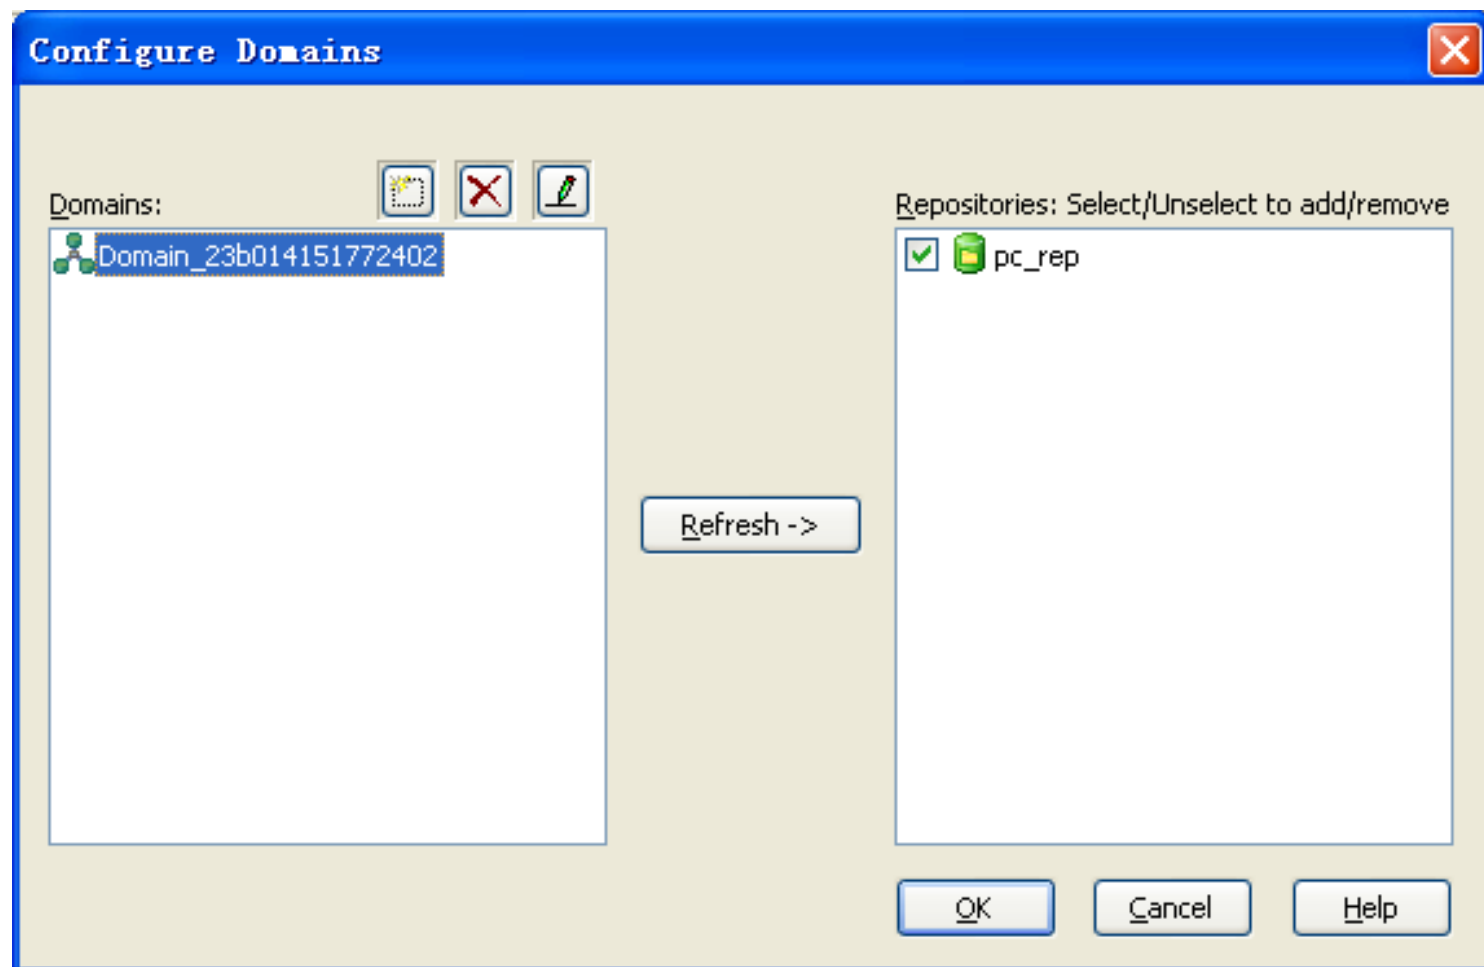 Configure Domains
Domains:
Repositories: Select/Unselect to add/remove
Domain_23b014151772402
pc_rep
Refresh ->
OK
Cancel
Help